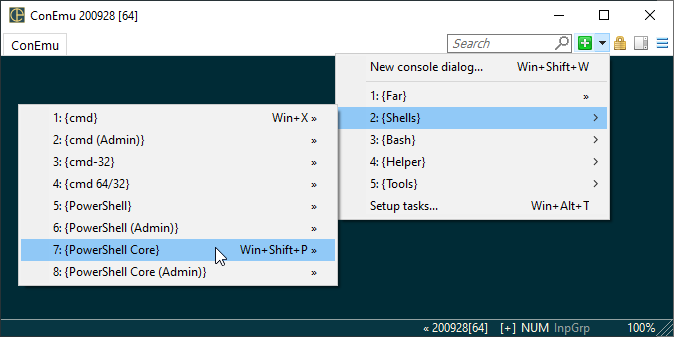 ConEmu 200928 [64]
ConEmu
Search
New console dialog... Win+Shift+W
1: {Far} »
2: {Shells} >
3: {Bash} >
4: {Helper} >
5: {Tools} >
Setup tasks... Win+Alt+T
1: {cmd} Win+X »
2: {cmd (Admin)} »
3: {cmd-32} »
4: {cmd 64/32} »
5: {PowerShell} »
6: {PowerShell (Admin)} »
7: {PowerShell Core} Win+Shift+P »
8: {PowerShell Core (Admin)} »
« 200928[64] [+] NUM InpGrp 100%